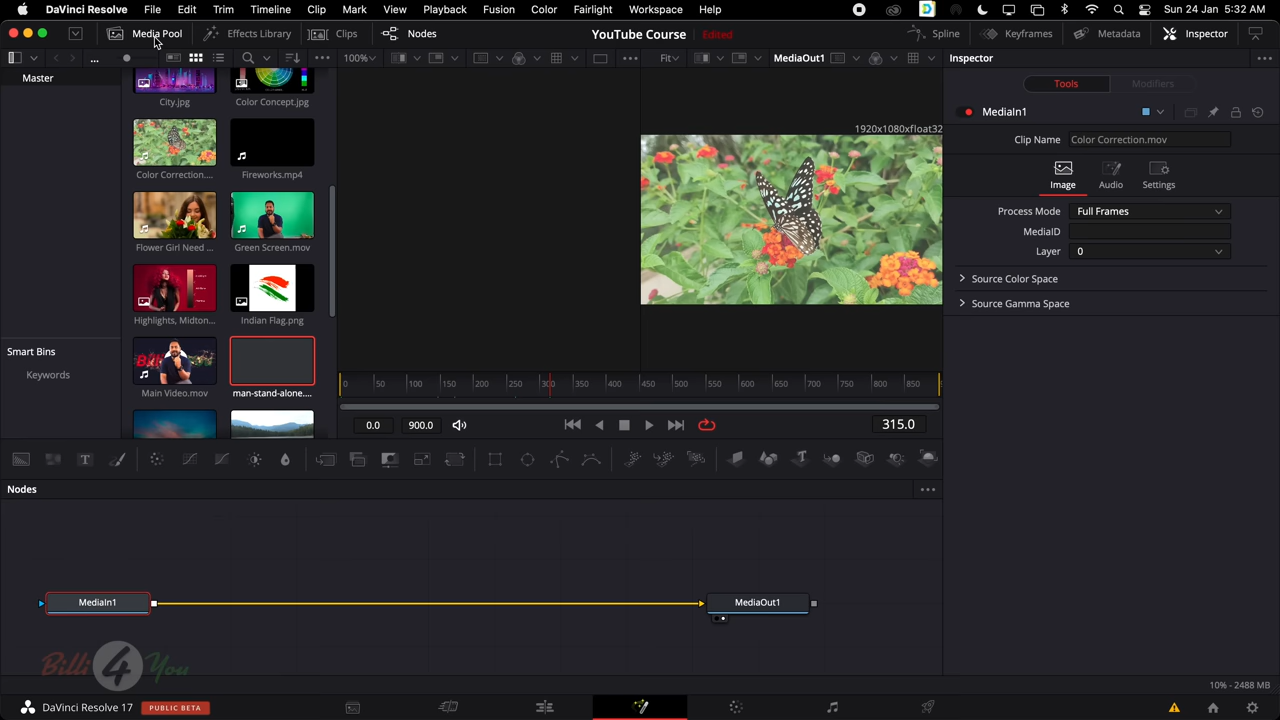 DaVinci Resolve File Edit Trim Timeline Clip Mark View Playback Fusion Color Fairlight Workspace Help Sun 24 Jan 5:32 AM
Media Pool Effects Library Clips Nodes YouTube Course Edited Spline Keyframes Metadata Inspector
... 100% Fit MediaOut1 Inspector
Master
Tools Modifiers
City.jpg Color Concept.jpg
MediaIn1
1920x1080xfloat32
Clip Name Color Correction.mov
Color Correction.... Fireworks.mp4
Image Audio Settings
Process Mode Full Frames
MediaID
Flower Girl Need ... Green Screen.mov
Layer 0
Source Color Space
Source Gamma Space
Highlights, Midton... Indian Flag.png
Smart Bins
Keywords
Main Video.mov man-stand-alone....
0 50 100 150 200 250 300 350 400 450 500 550 600 650 700 750 800 850
0.0 900.0 315.0
Nodes
MediaIn1 MediaOut1
Billi 4 You
10% - 2488 MB
DaVinci Resolve 17 PUBLIC BETA